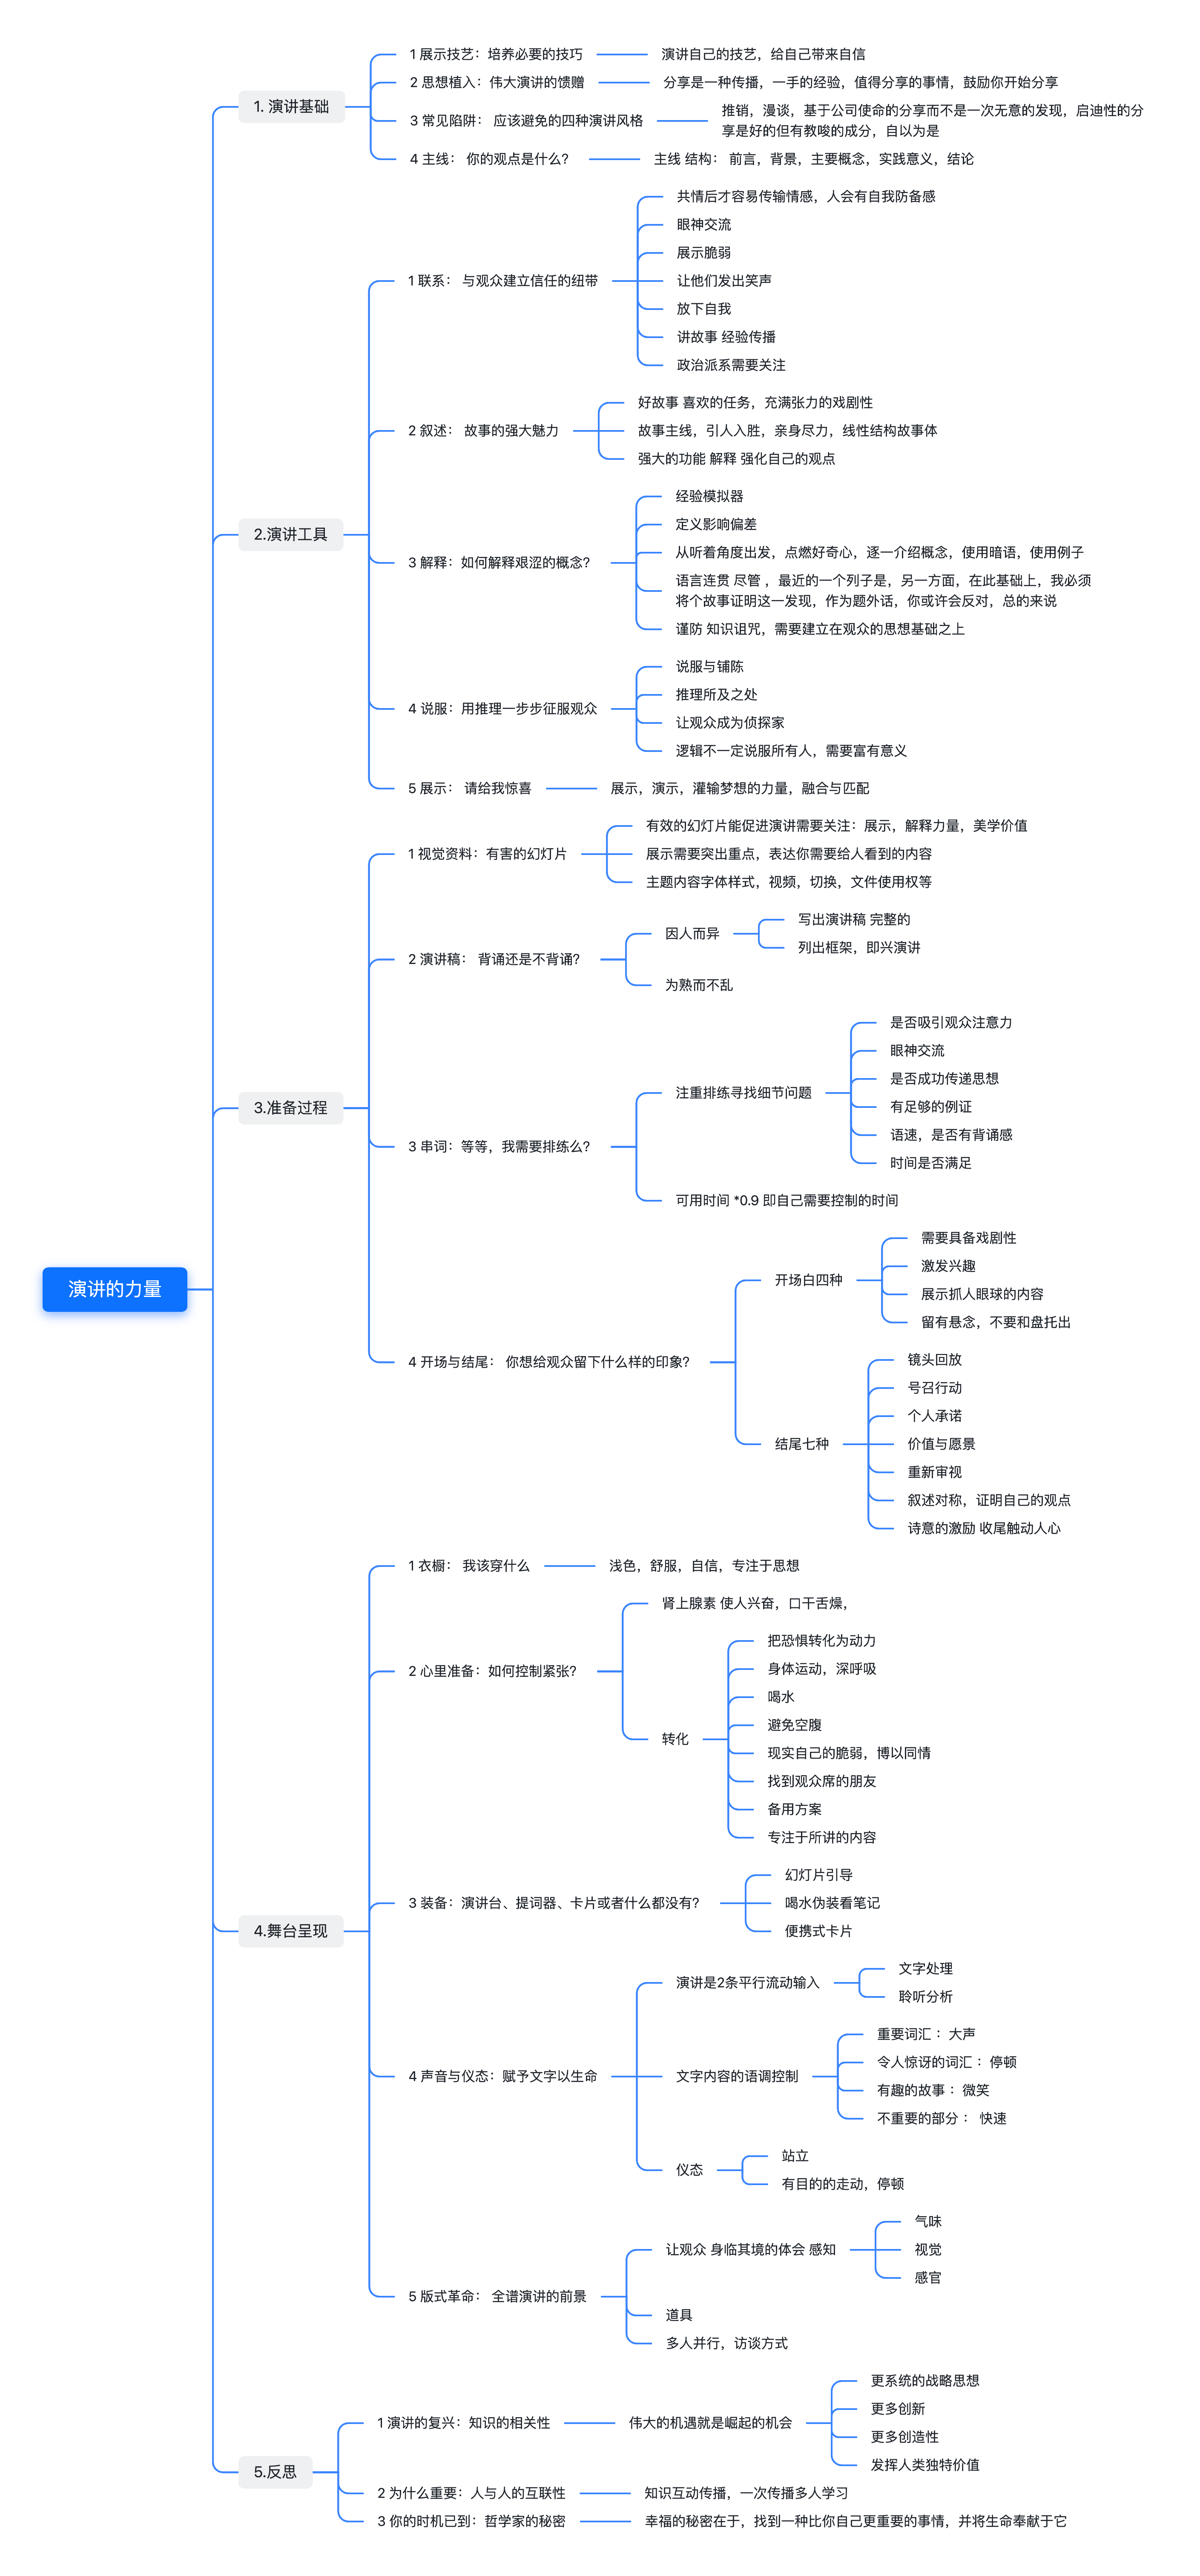 演讲的力量
1. 演讲基础
1 展示技艺：培养必要的技巧
演讲自己的技艺，给自己带来自信
2 思想植入：伟大演讲的馈赠
分享是一种传播，一手的经验，值得分享的事情，鼓励你开始分享
3 常见陷阱： 应该避免的四种演讲风格
推销，漫谈，基于公司使命的分享而不是一次无意的发现，启迪性的分
享是好的但有教唆的成分，自以为是
4 主线： 你的观点是什么？
主线 结构： 前言，背景，主要概念，实践意义，结论
2.演讲工具
1 联系： 与观众建立信任的纽带
共情后才容易传输情感，人会有自我防备感
眼神交流
展示脆弱
让他们发出笑声
放下自我
讲故事 经验传播
政治派系需要关注
2 叙述： 故事的强大魅力
好故事 喜欢的任务，充满张力的戏剧性
故事主线，引人入胜，亲身尽力，线性结构故事体
强大的功能 解释 强化自己的观点
3 解释：如何解释艰涩的概念？
经验模拟器
定义影响偏差
从听着角度出发，点燃好奇心，逐一介绍概念，使用暗语，使用例子
语言连贯 尽管 ，最近的一个列子是，另一方面，在此基础上，我必须
将个故事证明这一发现，作为题外话，你或许会反对，总的来说
谨防 知识诅咒，需要建立在观众的思想基础之上
4 说服：用推理一步步征服观众
说服与铺陈
推理所及之处
让观众成为侦探家
逻辑不一定说服所有人，需要富有意义
5 展示： 请给我惊喜
展示，演示，灌输梦想的力量，融合与匹配
3.准备过程
1 视觉资料：有害的幻灯片
有效的幻灯片能促进演讲需要关注：展示，解释力量，美学价值
展示需要突出重点，表达你需要给人看到的内容
主题内容字体样式，视频，切换，文件使用权等
2 演讲稿： 背诵还是不背诵？
因人而异
写出演讲稿 完整的
列出框架，即兴演讲
为熟而不乱
3 串词：等等，我需要排练么？
注重排练寻找细节问题
是否吸引观众注意力
眼神交流
是否成功传递思想
有足够的例证
语速，是否有背诵感
时间是否满足
可用时间 *0.9 即自己需要控制的时间
4 开场与结尾： 你想给观众留下什么样的印象？
开场白四种
需要具备戏剧性
激发兴趣
展示抓人眼球的内容
留有悬念，不要和盘托出
结尾七种
镜头回放
号召行动
个人承诺
价值与愿景
重新审视
叙述对称，证明自己的观点
诗意的激励 收尾触动人心
4.舞台呈现
1 衣橱： 我该穿什么
浅色，舒服，自信，专注于思想
2 心里准备：如何控制紧张？
肾上腺素 使人兴奋，口干舌燥，
转化
把恐惧转化为动力
身体运动，深呼吸
喝水
避免空腹
现实自己的脆弱，博以同情
找到观众席的朋友
备用方案
专注于所讲的内容
3 装备：演讲台、提词器、卡片或者什么都没有？
幻灯片引导
喝水伪装看笔记
便携式卡片
4 声音与仪态：赋予文字以生命
演讲是2条平行流动输入
文字处理
聆听分析
文字内容的语调控制
重要词汇 ：大声
令人惊讶的词汇 ：停顿
有趣的故事 ：微笑
不重要的部分 ： 快速
仪态
站立
有目的的走动，停顿
5 版式革命： 全谱演讲的前景
让观众 身临其境的体会 感知
气味
视觉
感官
道具
多人并行，访谈方式
5.反思
1 演讲的复兴：知识的相关性
伟大的机遇就是崛起的机会
更系统的战略思想
更多创新
更多创造性
发挥人类独特价值
2 为什么重要：人与人的互联性
知识互动传播，一次传播多人学习
3 你的时机已到：哲学家的秘密
幸福的秘密在于，找到一种比你自己更重要的事情，并将生命奉献于它